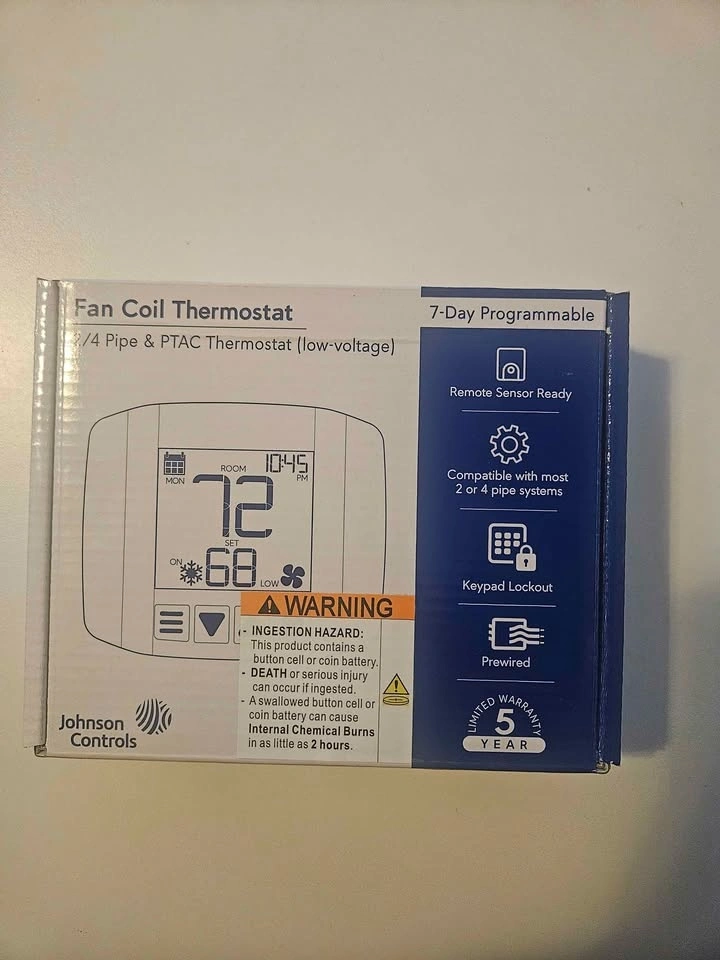 Fan Coil Thermostat
2/4 Pipe & PTAC Thermostat (low-voltage)
7-Day Programmable
Remote Sensor Ready
Compatible with most
2 or 4 pipe systems
Keypad Lockout
Prewired
LIMITED WARRANTY
5
YEAR
MON
ROOM
10:45
PM
72
SET
ON
68
LOW
WARNING
- INGESTION HAZARD:
This product contains a
button cell or coin battery.
- DEATH or serious injury
can occur if ingested.
- A swallowed button cell or
coin battery can cause
Internal Chemical Burns
in as little as 2 hours.
Johnson
Controls